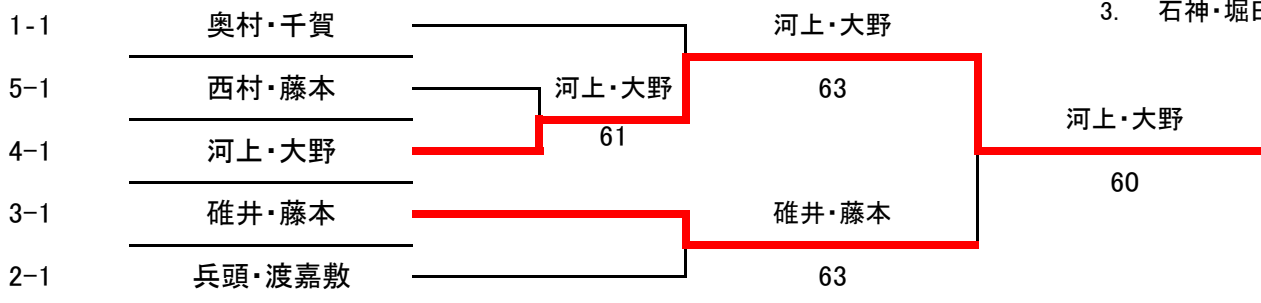 1-1 奥村・千賀 河上・大野 3. 石神・堀
5-1 西村・藤本 河上・大野 63
61 河上・大野
4-1 河上・大野
60
3-1 碓井・藤本 碓井・藤本
2-1 兵頭・渡嘉敷 63